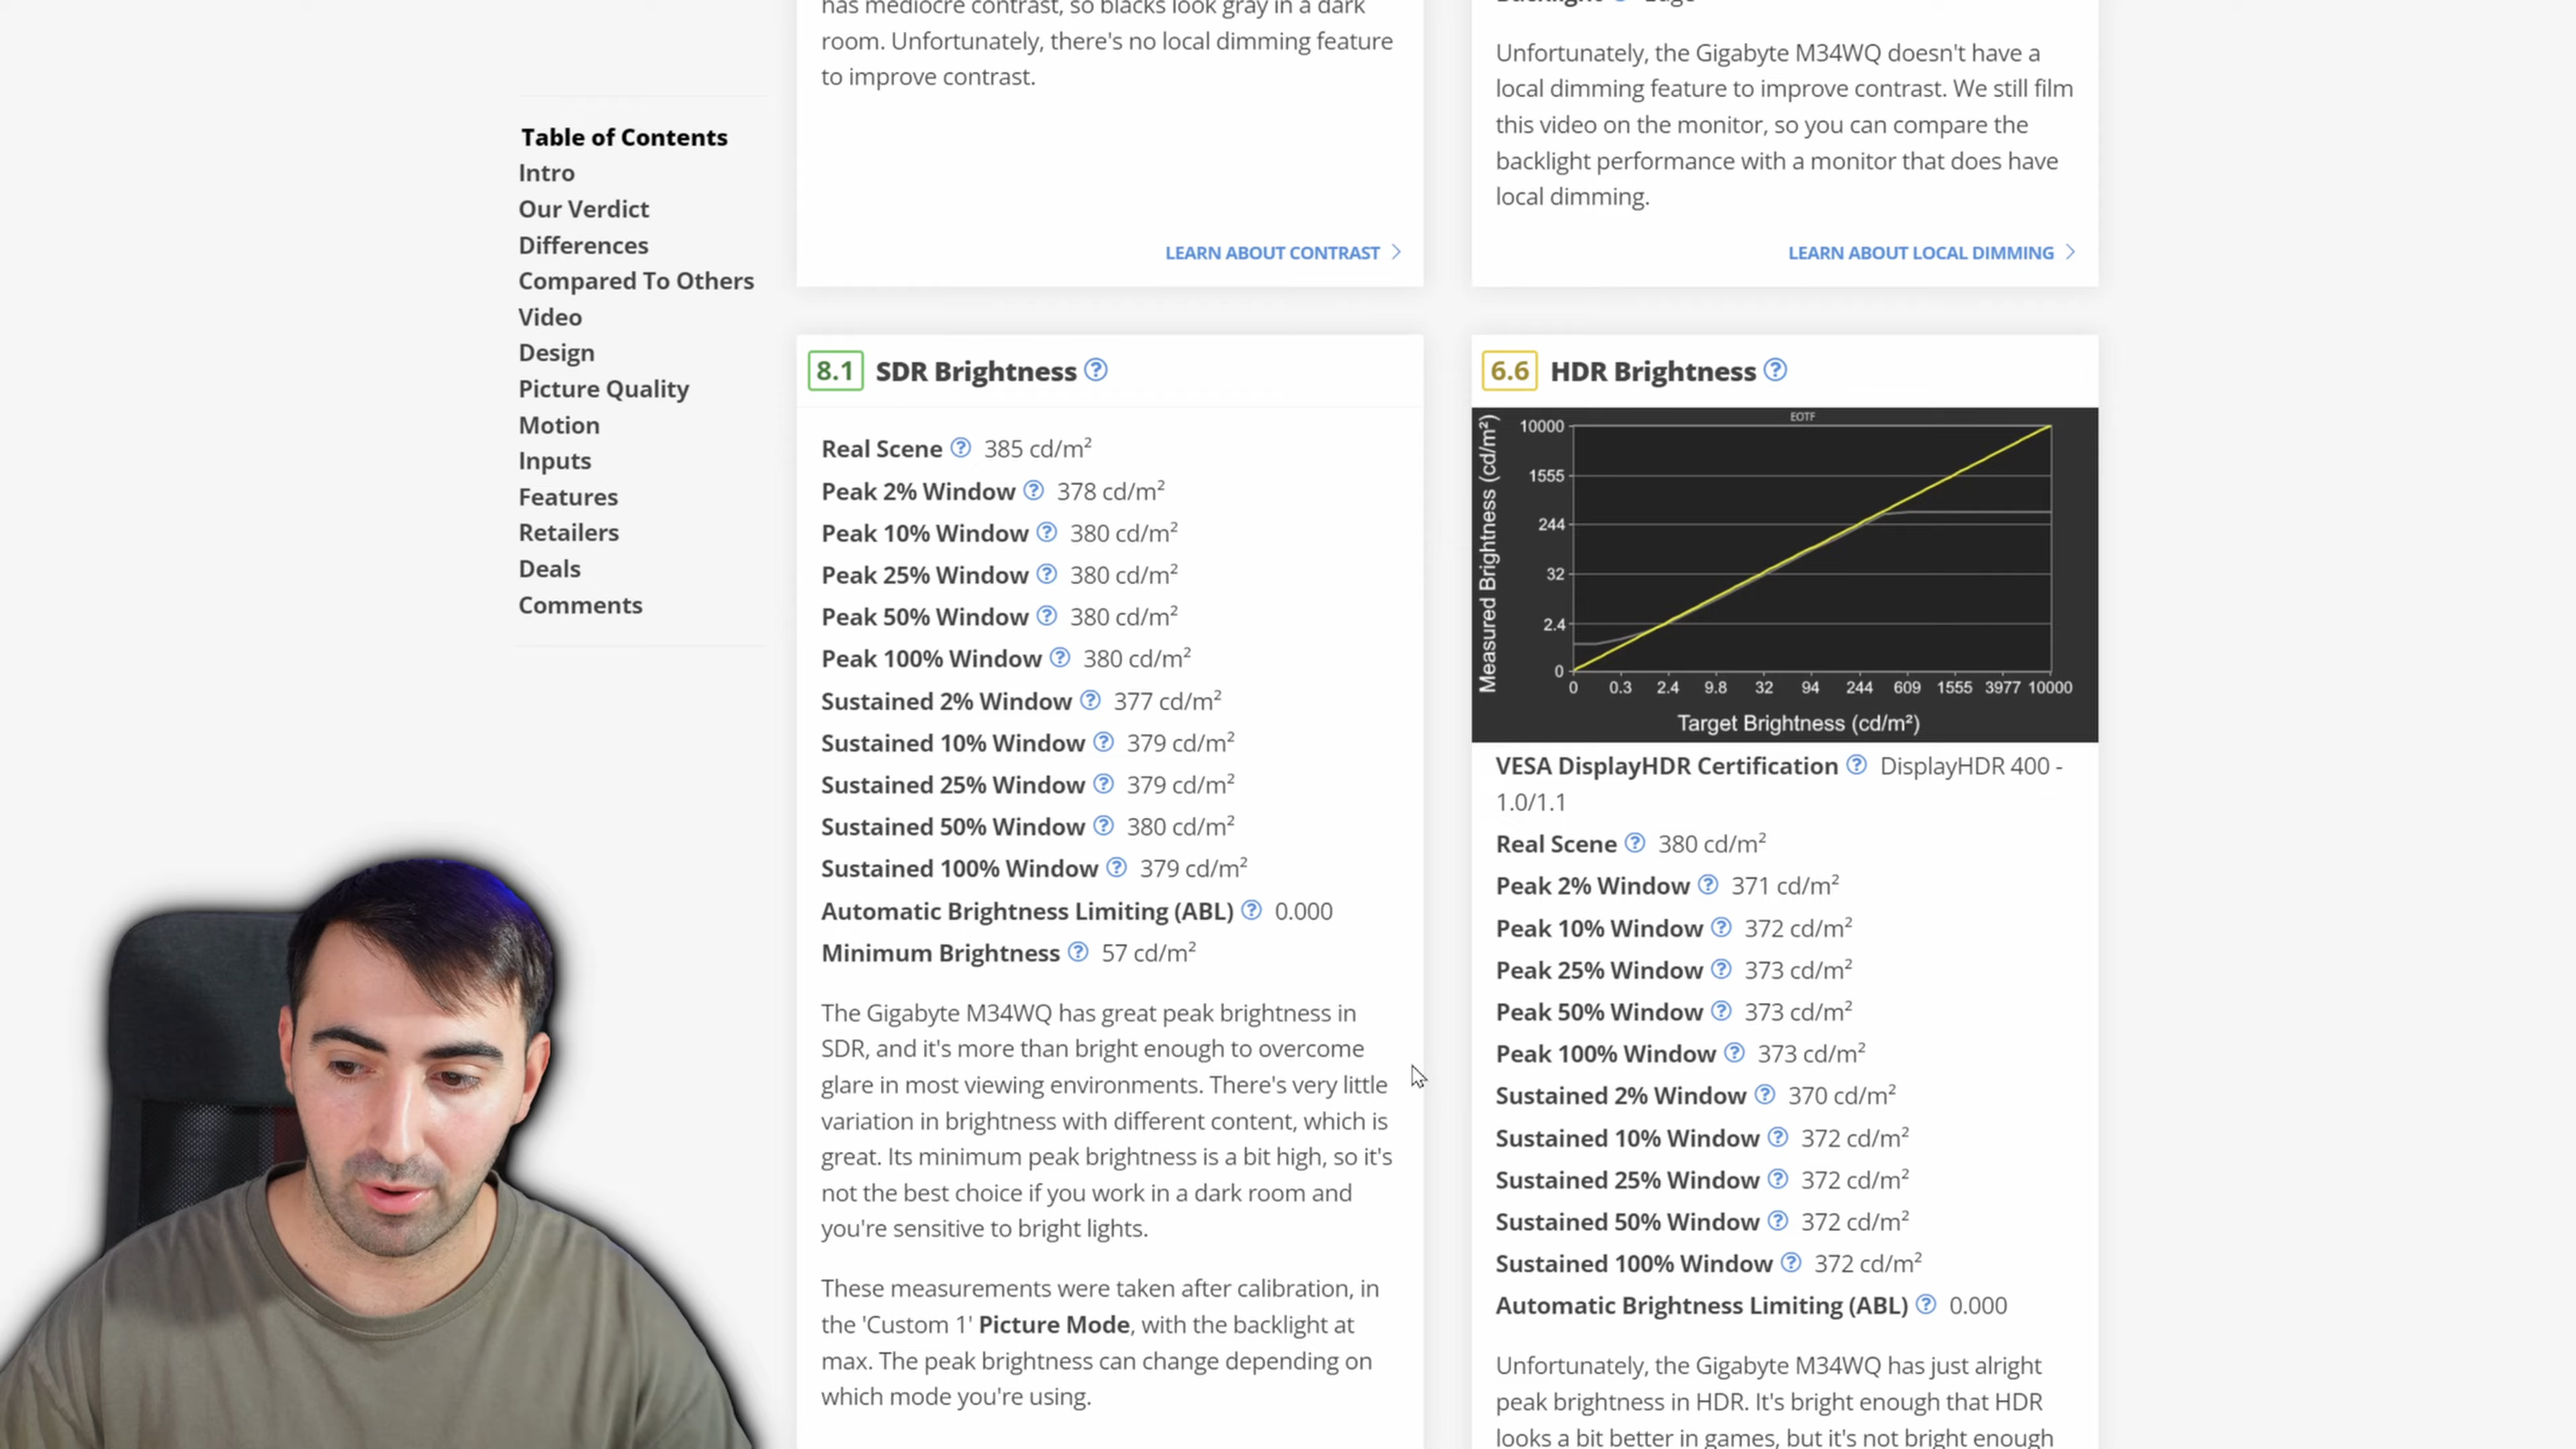 has mediocre contrast, so blacks look gray in a dark
room. Unfortunately, there's no local dimming feature
to improve contrast.
LEARN ABOUT CONTRAST
Unfortunately, the Gigabyte M34WQ doesn't have a
local dimming feature to improve contrast. We still film
this video on the monitor, so you can compare the
backlight performance with a monitor that does have
local dimming.
LEARN ABOUT LOCAL DIMMING
Table of Contents
Intro
Our Verdict
Differences
Compared To Others
Video
Design
Picture Quality
Motion
Inputs
Features
Retailers
Deals
Comments
8.1 SDR Brightness ?
Real Scene ? 385 cd/m²
Peak 2% Window ? 378 cd/m²
Peak 10% Window ? 380 cd/m²
Peak 25% Window ? 380 cd/m²
Peak 50% Window ? 380 cd/m²
Peak 100% Window ? 380 cd/m²
Sustained 2% Window ? 377 cd/m²
Sustained 10% Window ? 379 cd/m²
Sustained 25% Window ? 379 cd/m²
Sustained 50% Window ? 380 cd/m²
Sustained 100% Window ? 379 cd/m²
Automatic Brightness Limiting (ABL) ? 0.000
Minimum Brightness ? 57 cd/m²
The Gigabyte M34WQ has great peak brightness in
SDR, and it's more than bright enough to overcome
glare in most viewing environments. There's very little
variation in brightness with different content, which is
great. Its minimum peak brightness is a bit high, so it's
not the best choice if you work in a dark room and
you're sensitive to bright lights.
These measurements were taken after calibration, in
the 'Custom 1' Picture Mode, with the backlight at
max. The peak brightness can change depending on
which mode you're using.
6.6 HDR Brightness ?
EOTF
Measured Brightness (cd/m²)
10000
1555
244
32
2.4
0
0 0.3 2.4 9.8 32 94 244 609 1555 3977 10000
Target Brightness (cd/m²)
VESA DisplayHDR Certification ? DisplayHDR 400 -
1.0/1.1
Real Scene ? 380 cd/m²
Peak 2% Window ? 371 cd/m²
Peak 10% Window ? 372 cd/m²
Peak 25% Window ? 373 cd/m²
Peak 50% Window ? 373 cd/m²
Peak 100% Window ? 373 cd/m²
Sustained 2% Window ? 370 cd/m²
Sustained 10% Window ? 372 cd/m²
Sustained 25% Window ? 372 cd/m²
Sustained 50% Window ? 372 cd/m²
Sustained 100% Window ? 372 cd/m²
Automatic Brightness Limiting (ABL) ? 0.000
Unfortunately, the Gigabyte M34WQ has just alright
peak brightness in HDR. It's bright enough that HDR
looks a bit better in games, but it's not bright enough